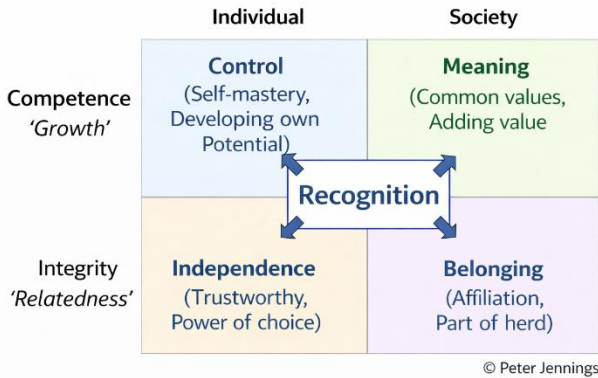 Individual
Society
Competence
'Growth'
Control
(Self-mastery,
Developing own
Potential)
Meaning
(Common values,
Adding value
Recognition
Integrity
'Relatedness'
Independence
(Trustworthy,
Power of choice)
Belonging
(Affiliation,
Part of herd)
© Peter Jennings